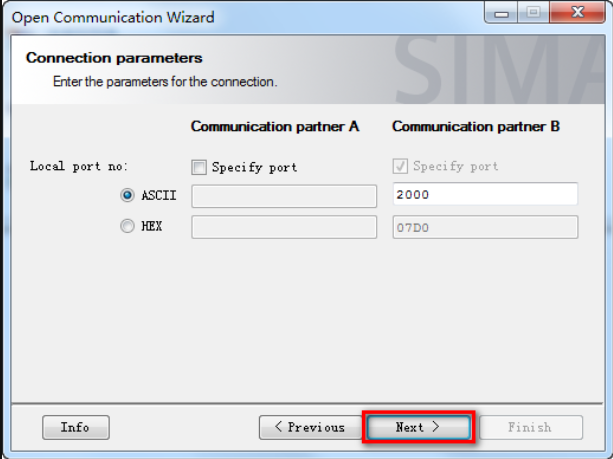 Open Communication Wizard
Connection parameters
Enter the parameters for the connection.
SIMA
Communication partner A Communication partner B
Local port no: Specify port Specify port
ASCII 2000
HEX 07D0
Info < Previous Next > Finish